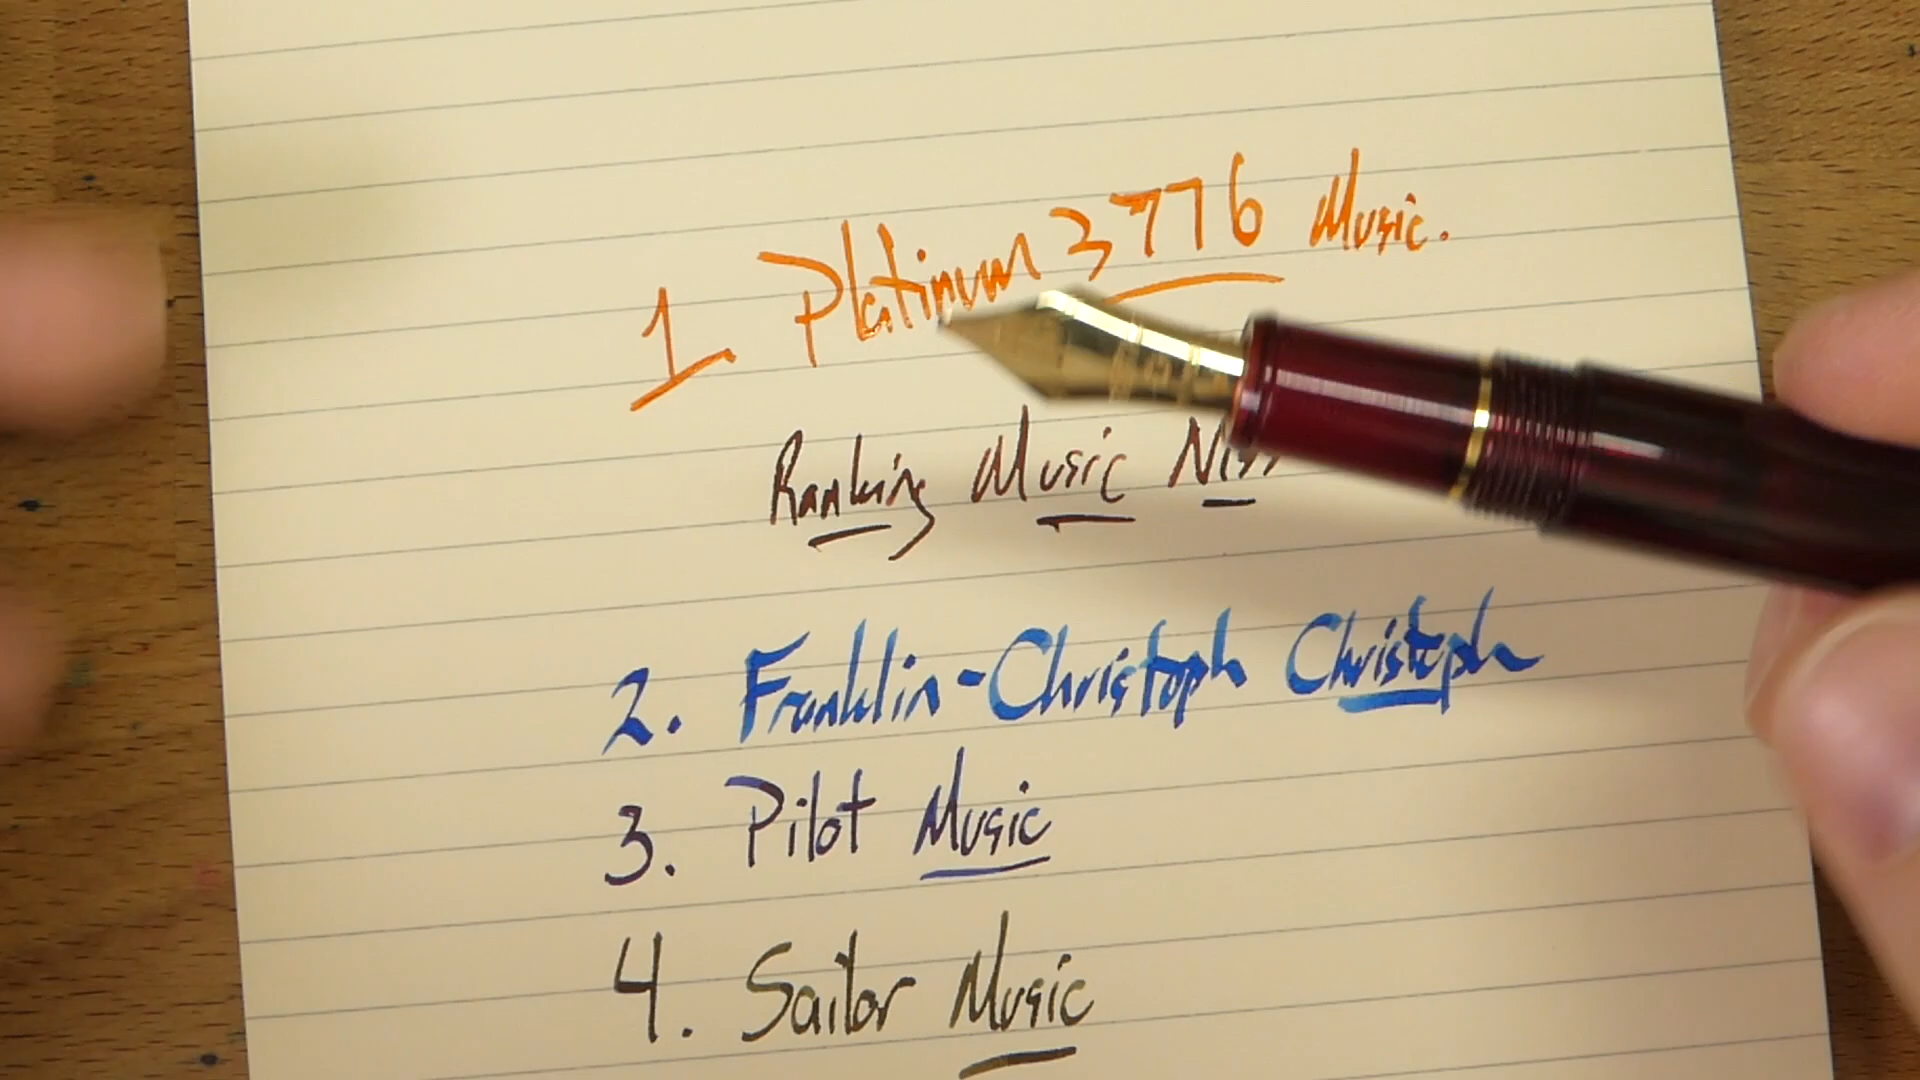 1. Platinum 3776 Music.
Ranking Music
2. Franklin-Christoph Christoph
3. Pilot Music
4. Sailor Music